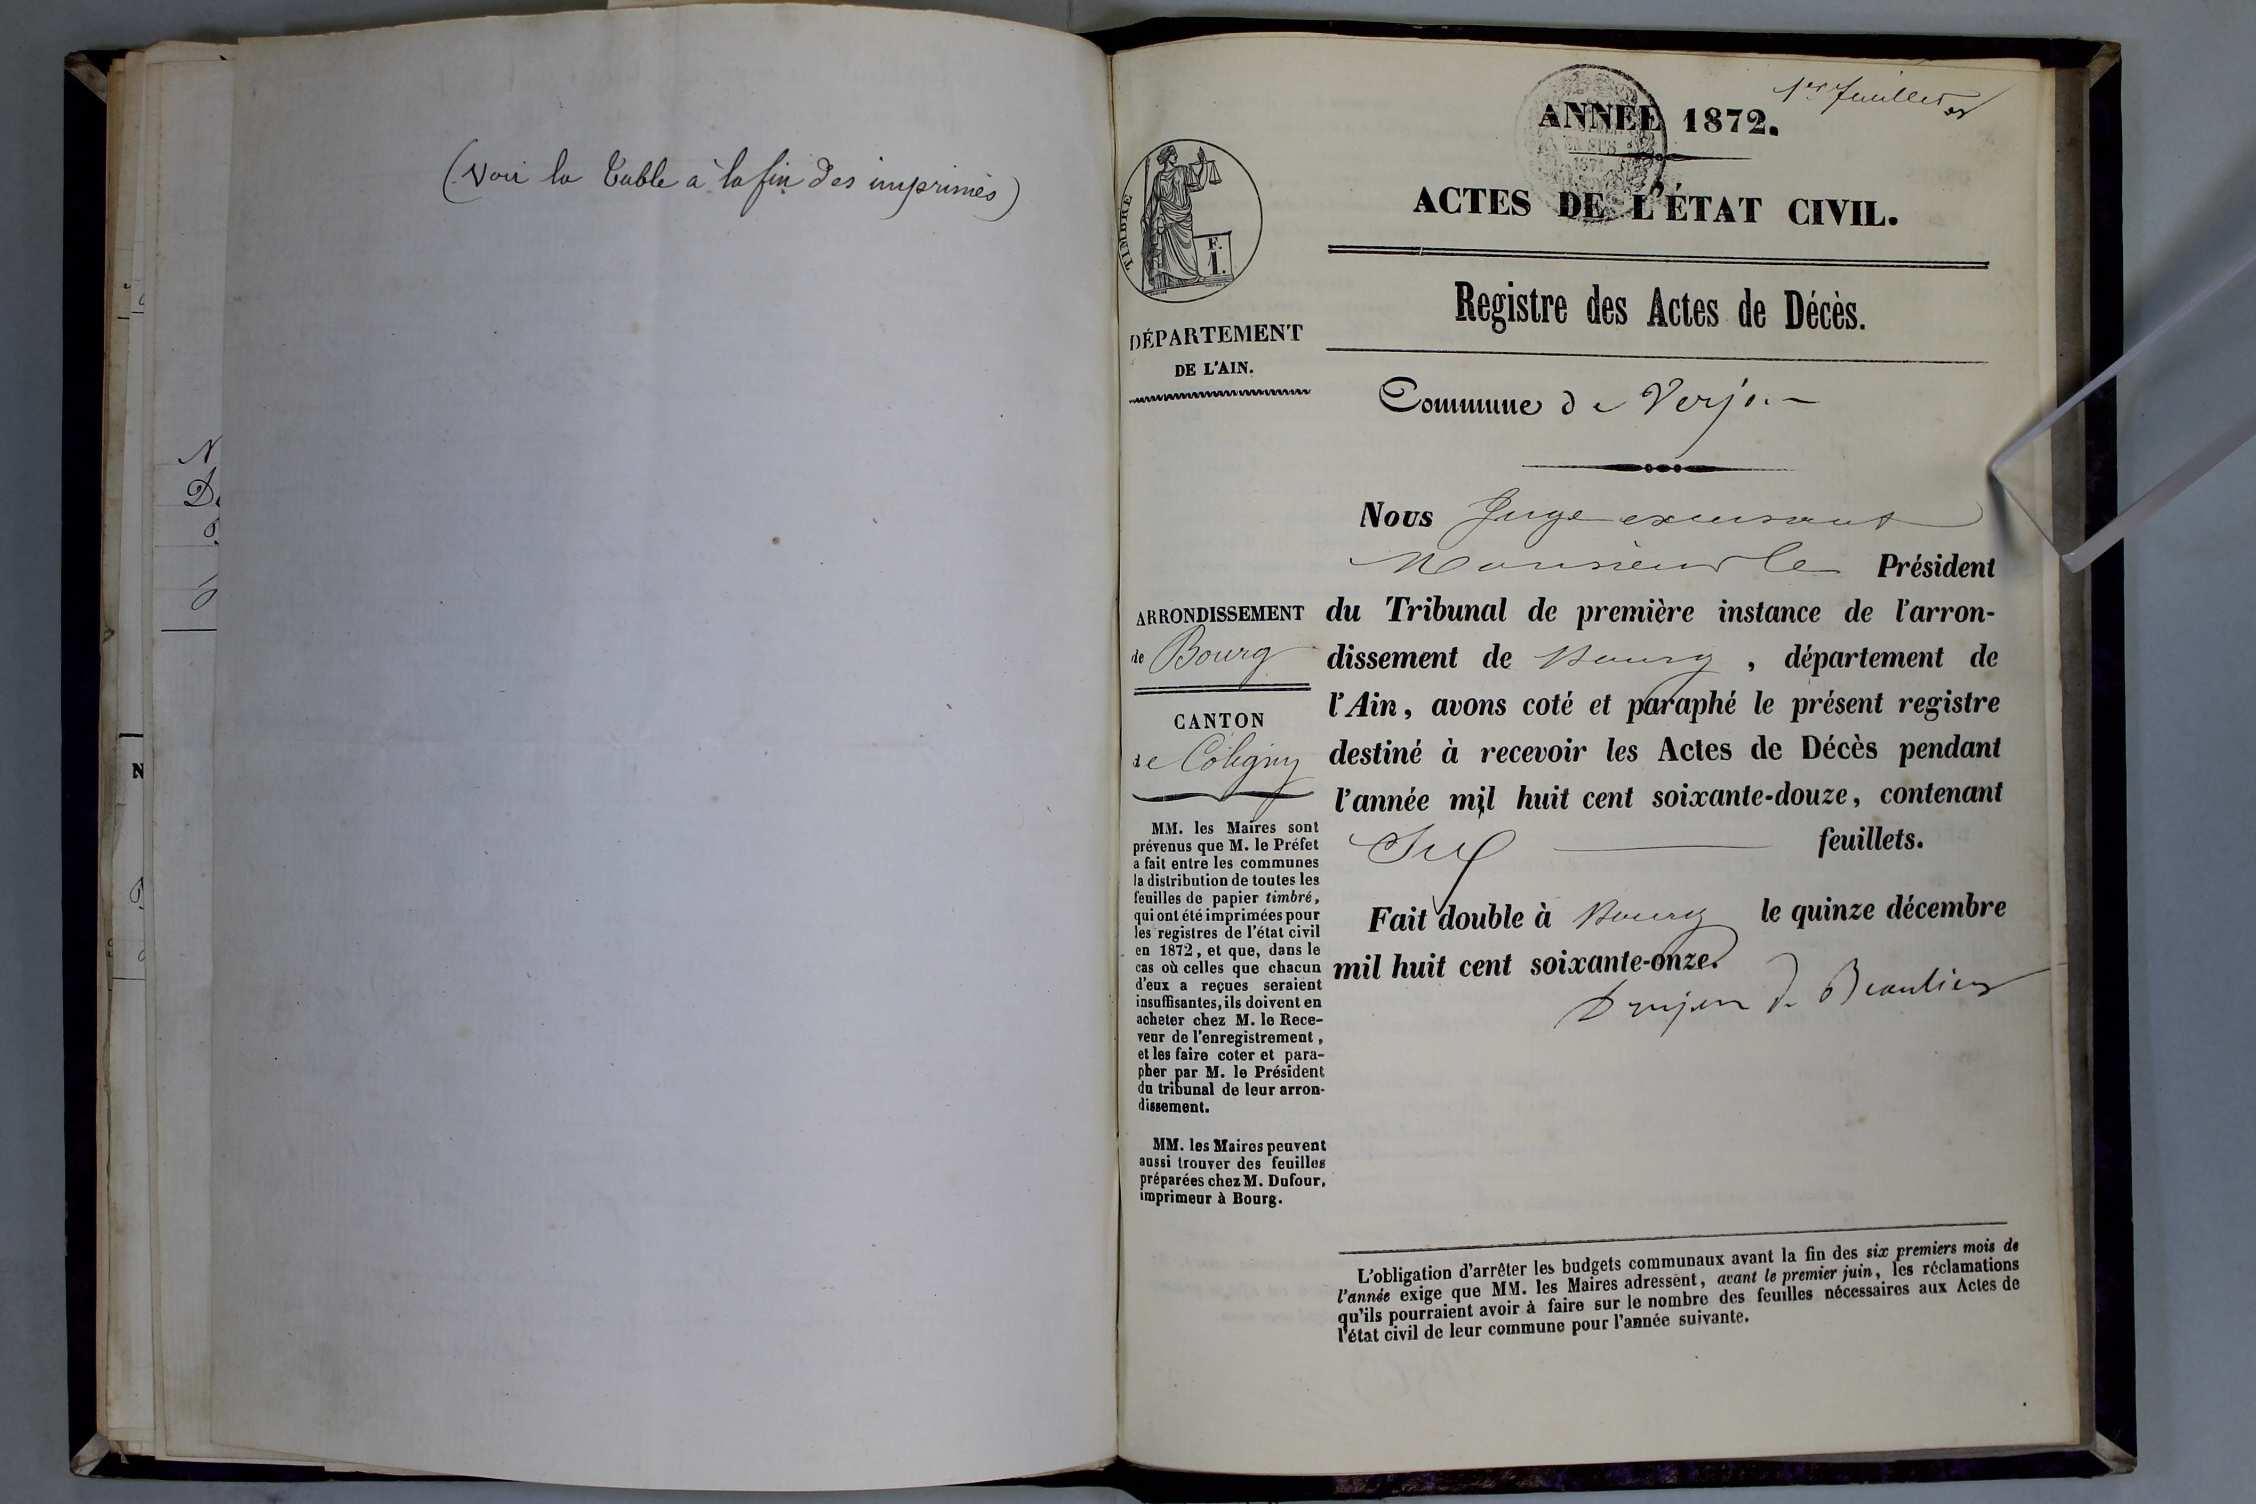 (Voir la Table à la fin des imprimés)
1er feuillet
ANNÉE 1872.
ACTES DE L'ÉTAT CIVIL.
TIMBRE
F.
1.
Registre des Actes de Décès.
DÉPARTEMENT
DE L'AIN.
Commune de Verjon
Nous Juge excusant
Monsieur le Président
du Tribunal de première instance de l'arron-
dissement de Bourg, département de
l'Ain, avons coté et paraphé le présent registre
destiné à recevoir les Actes de Décès pendant
l'année mil huit cent soixante-douze, contenant
Six feuillets.
Fait double à Bourg le quinze décembre
mil huit cent soixante-onze.
Drujon de Beaulieu
ARRONDISSEMENT
de Bourg
CANTON
de Coligny
MM. les Maires sont
prévenus que M. le Préfet
a fait entre les communes
la distribution de toutes les
feuilles de papier timbré,
qui ont été imprimées pour
les registres de l'état civil
en 1872, et que, dans le
cas où celles que chacun
d'eux a reçues seraient
insuffisantes, ils doivent en
acheter chez M. le Rece-
veur de l'enregistrement,
et les faire coter et para-
pher par M. le Président
du tribunal de leur arron-
dissement.
MM. les Maires peuvent
aussi trouver des feuilles
préparées chez M. Dufour,
imprimeur à Bourg.
L'obligation d'arrêter les budgets communaux avant la fin des six premiers mois de
l'année exige que MM. les Maires adressent, avant le premier juin, les réclamations
qu'ils pourraient avoir à faire sur le nombre des feuilles nécessaires aux Actes de
l'état civil de leur commune pour l'année suivante.